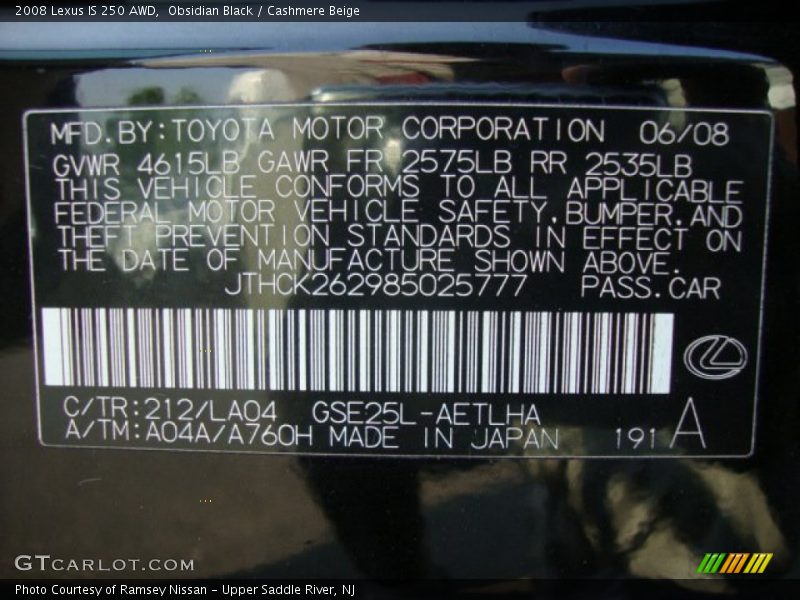 2008 Lexus IS 250 AWD,  Obsidian Black / Cashmere Beige
MFD.BY:TOYOTA MOTOR CORPORATION 06/08
GVWR 4615LB GAWR FR 2575LB RR 2535LB
THIS VEHICLE CONFORMS TO ALL APPLICABLE
FEDERAL MOTOR VEHICLE SAFETY,BUMPER,AND
THEFT PREVENTION STANDARDS IN EFFECT ON
THE DATE OF MANUFACTURE SHOWN ABOVE.
JTHCK262985025777 PASS.CAR
C/TR:212/LA04 GSE25L-AETLHA
A/TM:A04A/A760H MADE IN JAPAN 191 A
GTCARLOT.COM
Photo Courtesy of Ramsey Nissan - Upper Saddle River, NJ